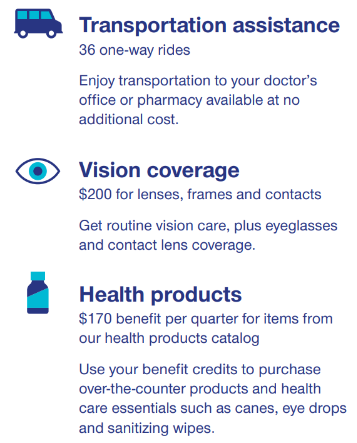 Transportation assistance
36 one-way rides
Enjoy transportation to your doctor's
office or pharmacy available at no
additional cost.
Vision coverage
$200 for lenses, frames and contacts
Get routine vision care, plus eyeglasses
and contact lens coverage.
Health products
$170 benefit per quarter for items from
our health products catalog
Use your benefit credits to purchase
over-the-counter products and health
care essentials such as canes, eye drops
and sanitizing wipes.